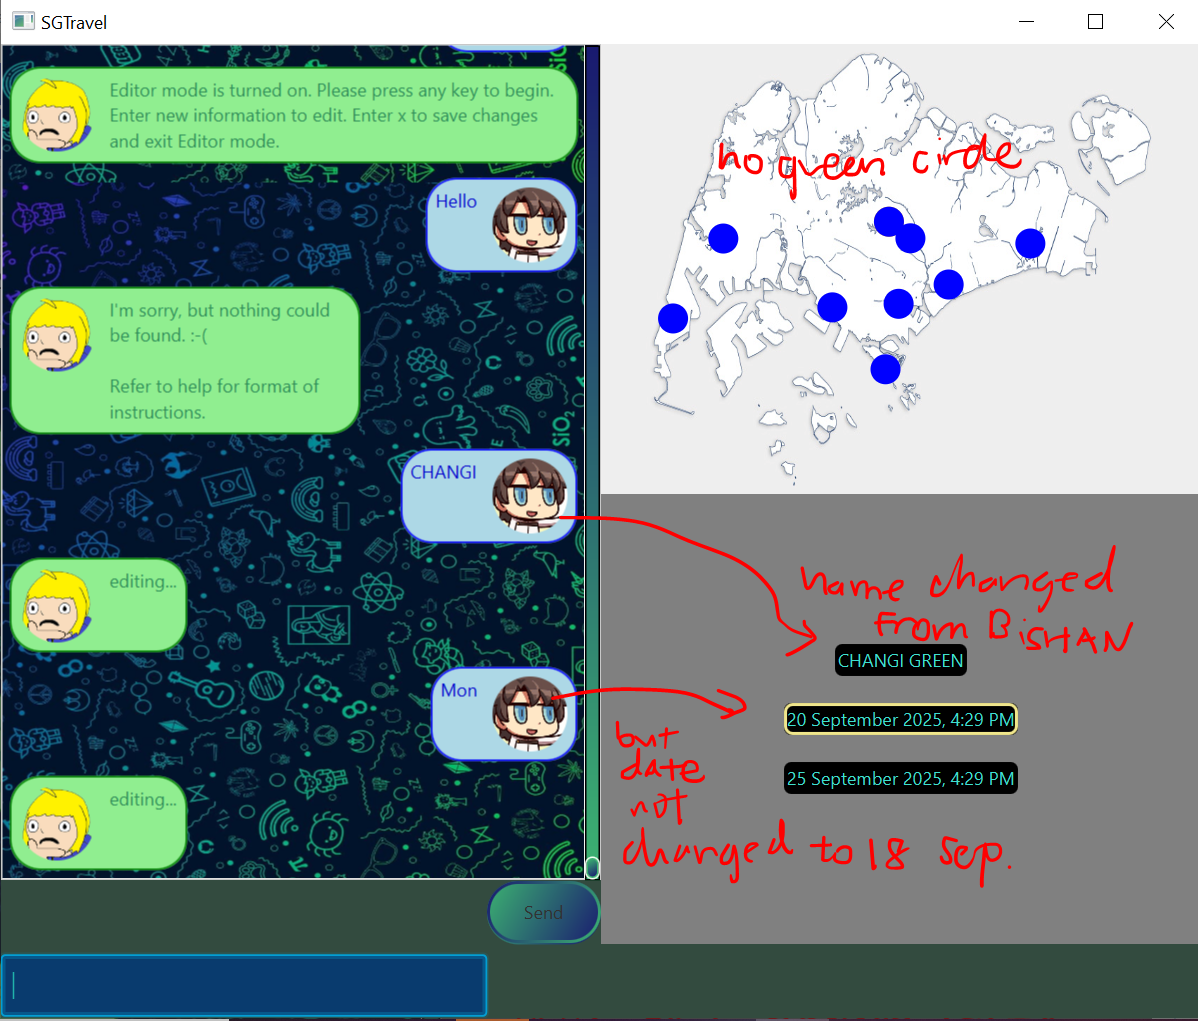 SGTravel
Editor mode is turned on. Please press any key to begin.
Enter new information to edit. Enter x to save changes
and exit Editor mode.
Hello
I'm sorry, but nothing could
be found. :-(
Refer to help for format of
instructions.
SiO₂
CHANGI
editing...
Mon
editing...
Send
no green circle
name changed
from BISHAN
CHANGI GREEN
20 September 2025, 4:29 PM
25 September 2025, 4:29 PM
but
date
not
changed to 18 sep.